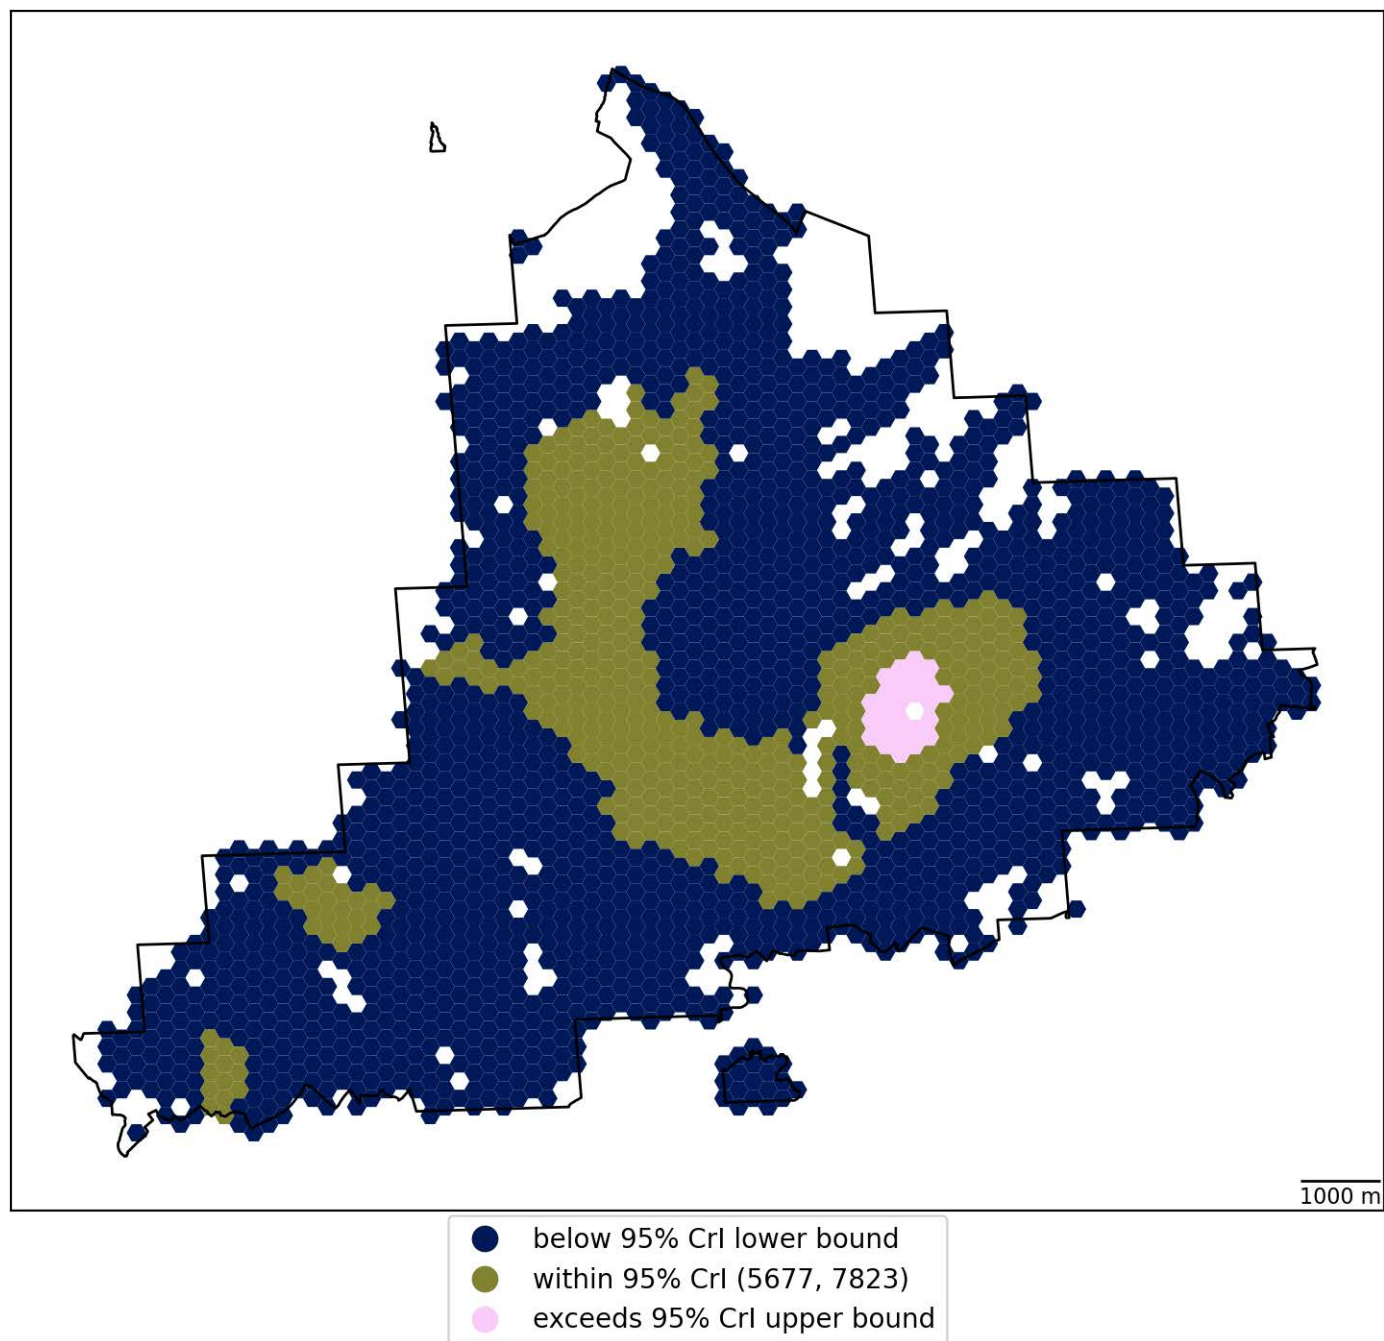 1000 m
below 95% CrI lower bound
within 95% CrI (5677, 7823)
exceeds 95% CrI upper bound